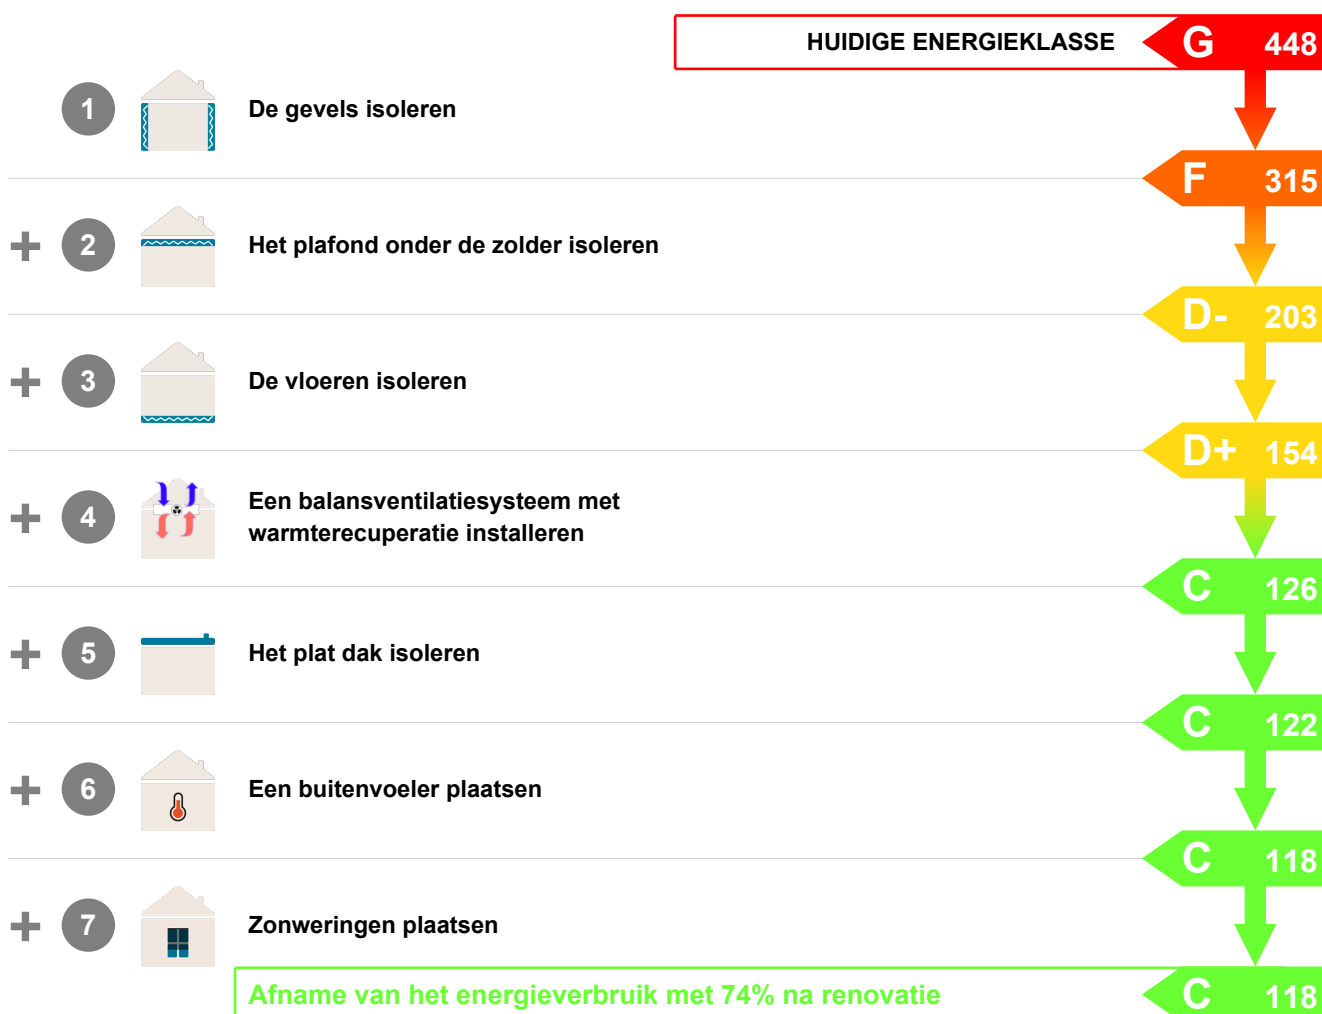 HUIDIGE ENERGIEKLASSE G 448
1 De gevels isoleren
F 315
+ 2 Het plafond onder de zolder isoleren
D- 203
+ 3 De vloeren isoleren
D+ 154
+ 4 Een balansventilatiesysteem met
warmterecuperatie installeren
C 126
+ 5 Het plat dak isoleren
C 122
+ 6 Een buitenvoeler plaatsen
C 118
+ 7 Zonweringen plaatsen
Afname van het energieverbruik met 74% na renovatie C 118